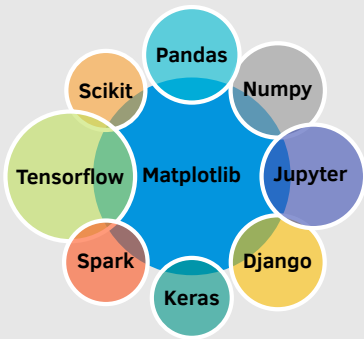 Pandas
Scikit
Numpy
Tensorflow
Matplotlib
Jupyter
Spark
Django
Keras